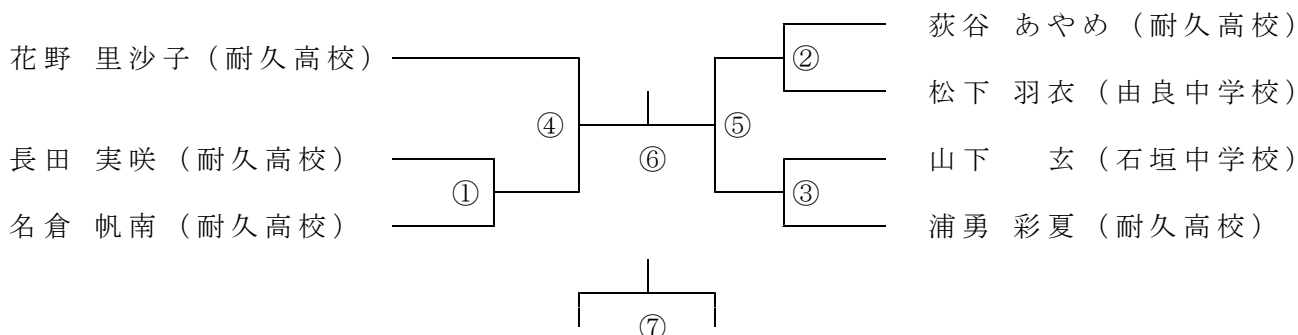 花野 里沙子（耐久高校）
長田 実咲（耐久高校）
名倉 帆南（耐久高校）
①
④
⑥
⑦
②
⑤
③
荻谷 あやめ（耐久高校）
松下 羽衣（由良中学校）
山下　玄（石垣中学校）
浦勇 彩夏（耐久高校）